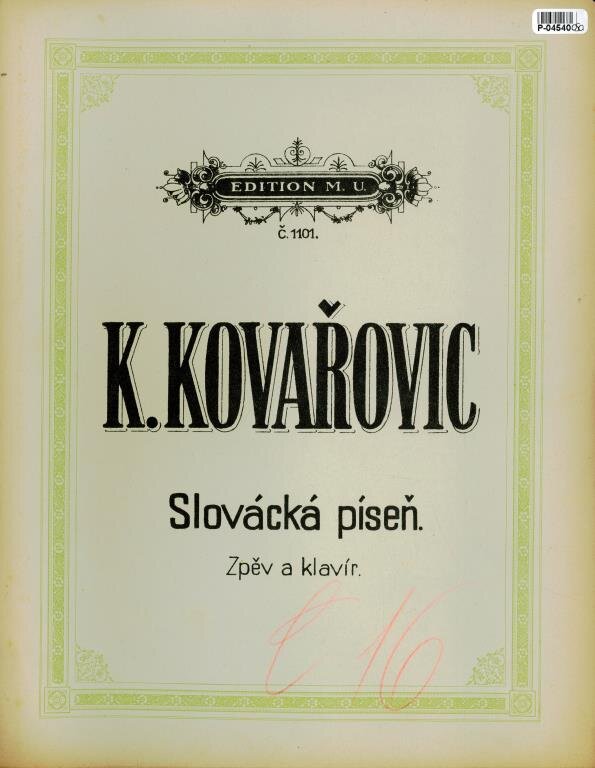 P-04540
EDITION M. U.
Č. 1101.
K. KOVAŘOVIC
Slovácká píseň.
Zpěv a klavír.
16